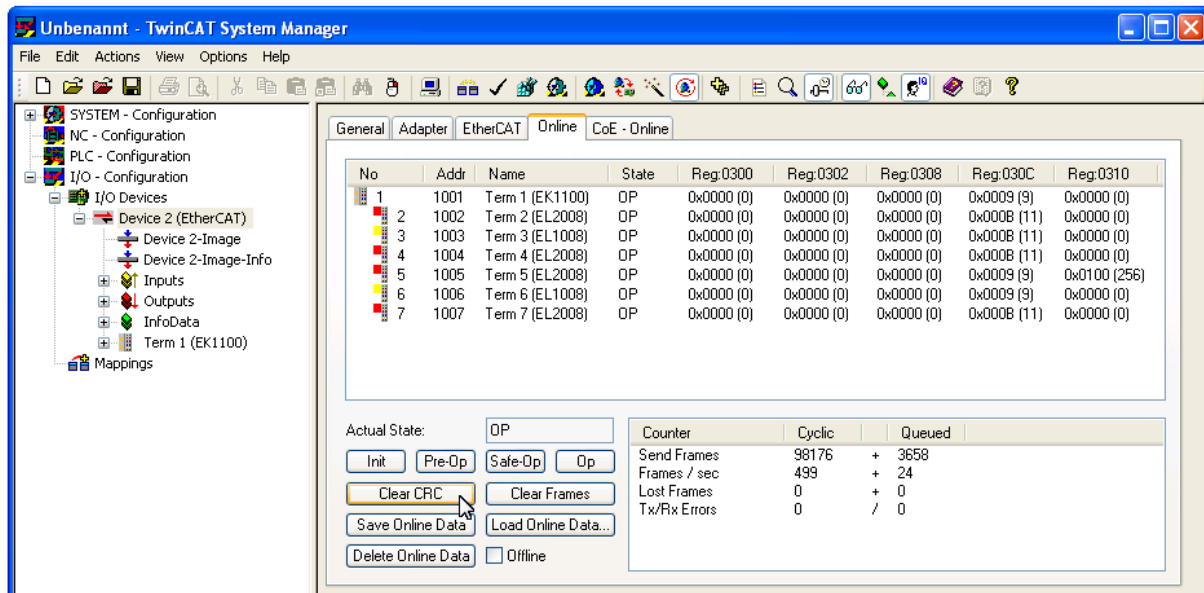 Unbenannt - TwinCAT System Manager
File Edit Actions View Options Help
SYSTEM - Configuration
NC - Configuration
PLC - Configuration
I/O - Configuration
I/O Devices
Device 2 (EtherCAT)
Device 2-Image
Device 2-Image-Info
Inputs
Outputs
InfoData
Term 1 (EK1100)
Mappings
General Adapter EtherCAT Online CoE - Online
No Addr Name State Reg:0300 Reg:0302 Reg:0308 Reg:030C Reg:0310
1 1001 Term 1 (EK1100) OP 0x0000 (0) 0x0000 (0) 0x0000 (0) 0x0009 (9) 0x0000 (0)
2 1002 Term 2 (EL2008) OP 0x0000 (0) 0x0000 (0) 0x0000 (0) 0x000B (11) 0x0000 (0)
3 1003 Term 3 (EL1008) OP 0x0000 (0) 0x0000 (0) 0x0000 (0) 0x000B (11) 0x0000 (0)
4 1004 Term 4 (EL2008) OP 0x0000 (0) 0x0000 (0) 0x0000 (0) 0x000B (11) 0x0000 (0)
5 1005 Term 5 (EL2008) OP 0x0000 (0) 0x0000 (0) 0x0000 (0) 0x0009 (9) 0x0100 (256)
6 1006 Term 6 (EL1008) OP 0x0000 (0) 0x0000 (0) 0x0000 (0) 0x0009 (9) 0x0000 (0)
7 1007 Term 7 (EL2008) OP 0x0000 (0) 0x0000 (0) 0x0000 (0) 0x000B (11) 0x0000 (0)
Actual State: OP
Init Pre-Op Safe-Op Op
Clear CRC Clear Frames
Save Online Data Load Online Data...
Delete Online Data Offline
Counter Cyclic Queued
Send Frames 98176 + 3658
Frames / sec 499 + 24
Lost Frames 0 + 0
Tx/Rx Errors 0 / 0